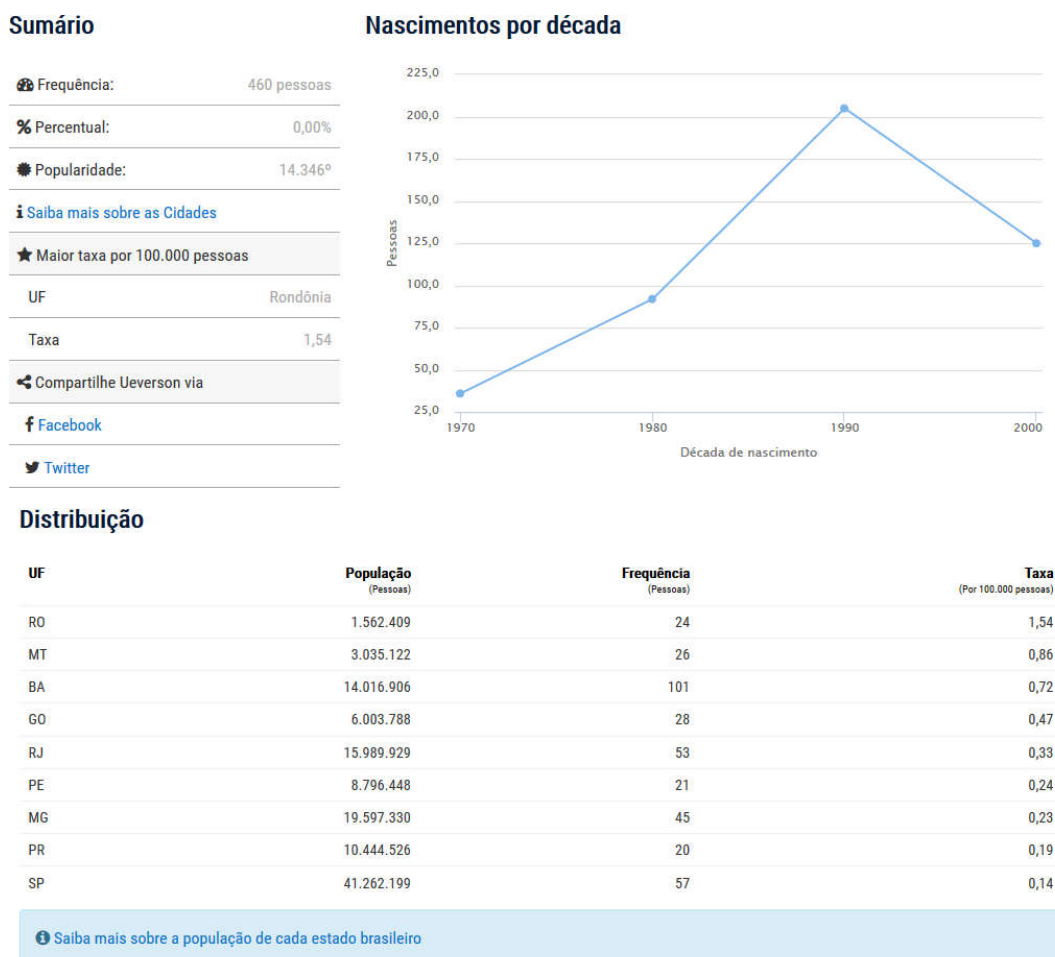 Sumário
Frequência: 460 pessoas
Percentual: 0,00%
Popularidade: 14.346º
Saiba mais sobre as Cidades
Maior taxa por 100.000 pessoas
UF Rondônia
Taxa 1,54
Compartilhe Ueverson via
Facebook
Twitter
Nascimentos por década
225,0
200,0
175,0
150,0
125,0
100,0
75,0
50,0
25,0
Pessoas
1970 1980 1990 2000
Década de nascimento
Distribuição
UF População Frequência Taxa
(Pessoas) (Pessoas) (Por 100.000 pessoas)
RO 1.562.409 24 1,54
MT 3.035.122 26 0,86
BA 14.016.906 101 0,72
GO 6.003.788 28 0,47
RJ 15.989.929 53 0,33
PE 8.796.448 21 0,24
MG 19.597.330 45 0,23
PR 10.444.526 20 0,19
SP 41.262.199 57 0,14
Saiba mais sobre a população de cada estado brasileiro